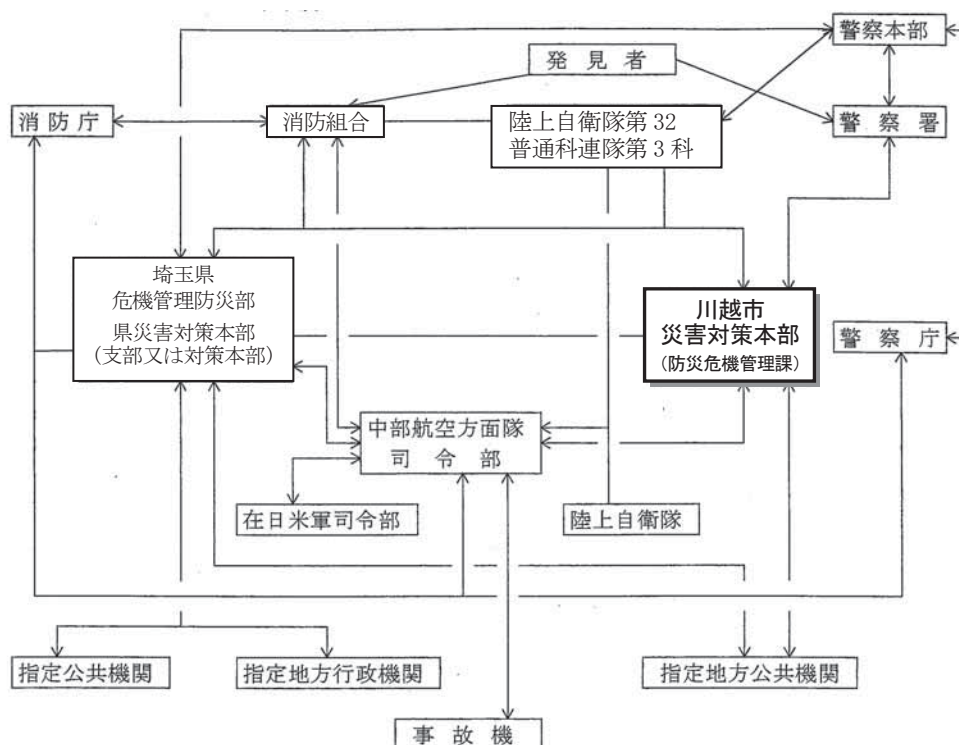 警察本部
発見者
消防庁
消防組合
陸上自衛隊第32
普通科連隊第3科
警察署
埼玉県
危機管理防災部
県災害対策本部
（支部又は対策本部）
川越市
災害対策本部
（防災危機管理課）
警察庁
中部航空方面隊
司令部
在日米軍司令部
陸上自衛隊
指定公共機関
指定地方行政機関
指定地方公共機関
事故機